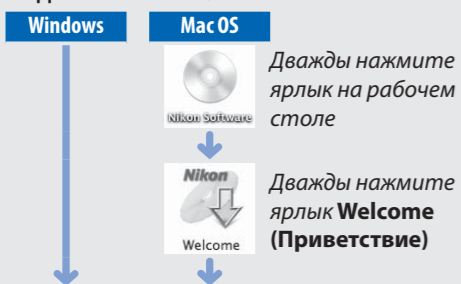 Windows
Mac OS
Nikon Software
Дважды нажмите
ярлык на рабочем
столе
Nikon
Welcome
Дважды нажмите
ярлык Welcome
(Приветствие)